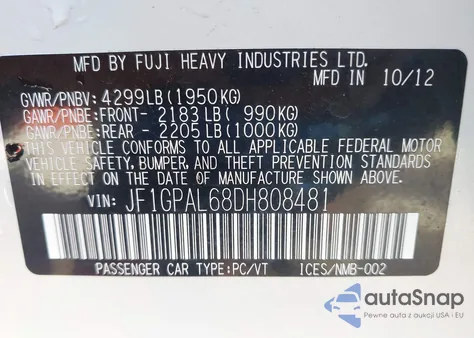 MFD BY FUJI HEAVY INDUSTRIES LTD.
MFD IN 10/12
GVWR/PNBV: 4299LB(1950KG)
GAWR/PNBE:FRONT- 2183LB( 990KG)
GAWR/PNBE:REAR - 2205LB(1000KG)
THIS VEHICLE CONFORMS TO ALL APPLICABLE FEDERAL MOTOR
VEHICLE SAFETY, BUMPER, AND THEFT PREVENTION STANDARDS
IN EFFECT ON THE DATE OF MANUFACTURE SHOWN ABOVE.
VIN: JF1GPAL68DH808481
PASSENGER CAR TYPE:PC/VT ICES/NMB-002
autaSnap
Pewne auta z aukcji USA i EU